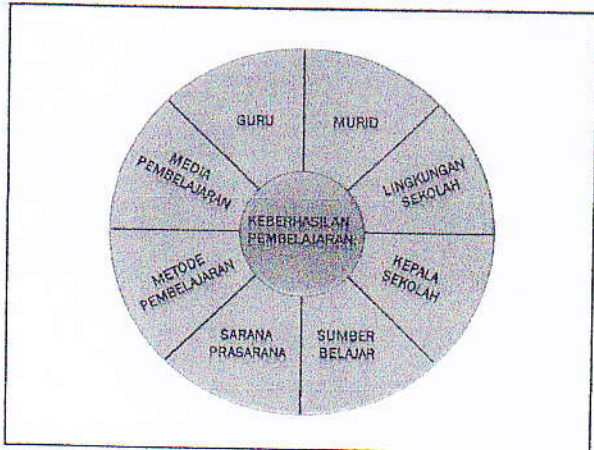 GURU
MURID
LINGKUNGAN
SEKOLAH
KEPALA
SEKOLAH
SUMBER
BELAJAR
SARANA
PRASARANA
METODE
PEMBELAJARAN
MEDIA
PEMBELAJARAN
KEBERHASILAN
PEMBELAJARAN